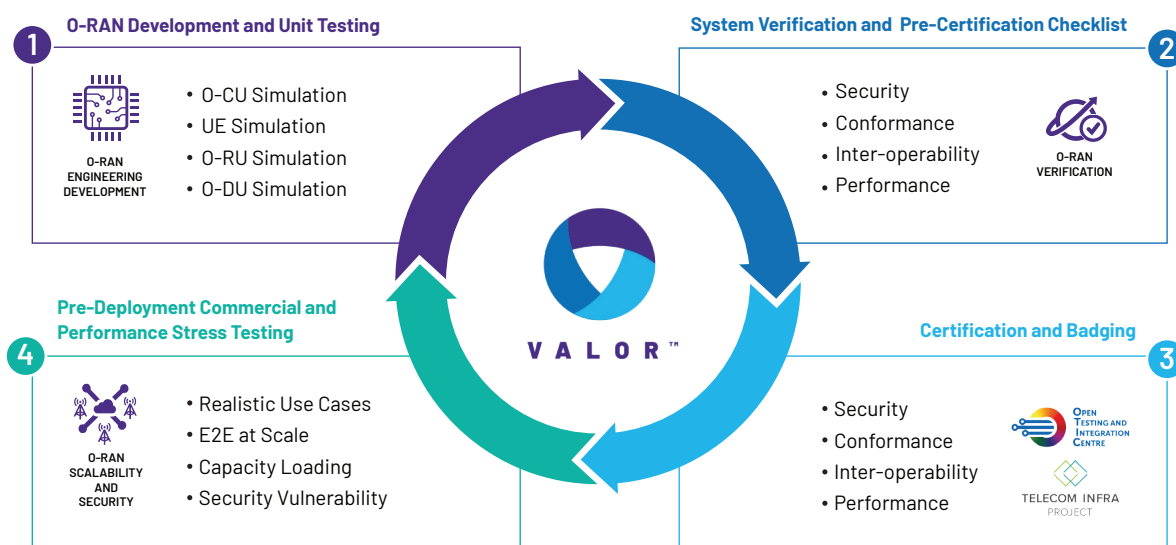 O-RAN Development and Unit Testing
1
O-RAN
ENGINEERING
DEVELOPMENT
• O-CU Simulation
• UE Simulation
• O-RU Simulation
• O-DU Simulation
System Verification and Pre-Certification Checklist
2
• Security
• Conformance
• Inter-operability
• Performance
O-RAN
VERIFICATION
VALOR™
Pre-Deployment Commercial and
Performance Stress Testing
4
O-RAN
SCALABILITY
AND
SECURITY
• Realistic Use Cases
• E2E at Scale
• Capacity Loading
• Security Vulnerability
Certification and Badging
3
• Security
• Conformance
• Inter-operability
• Performance
OPEN
TESTING AND
INTEGRATION
CENTRE
TELECOM INFRA
PROJECT